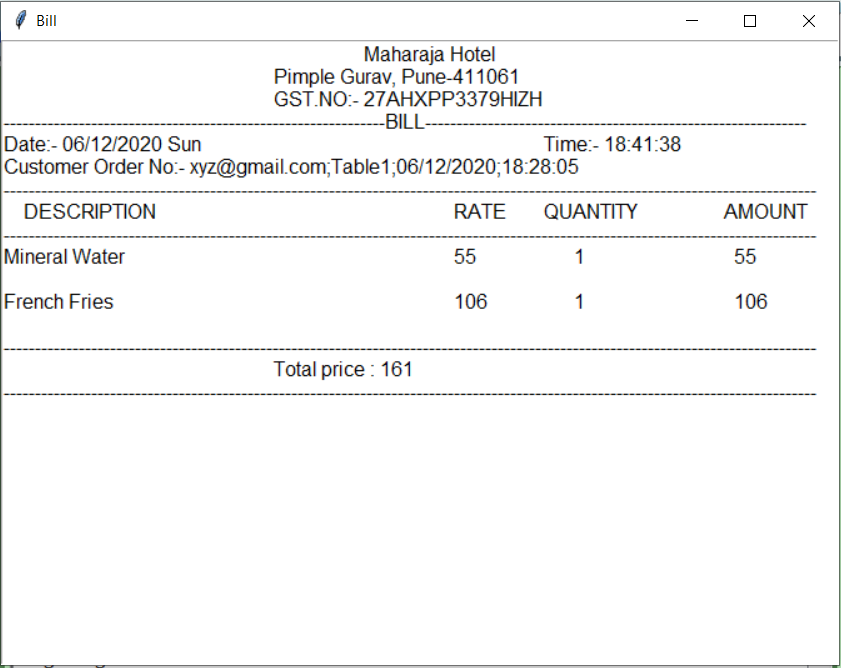 Bill
Maharaja Hotel
Pimple Gurav, Pune-411061
GST.NO:- 27AHXPP3379HIZH
--------------------------------------------------------------BILL--------------------------------------------------------------
Date:- 06/12/2020 Sun Time:- 18:41:38
Customer Order No:- xyz@gmail.com;Table1;06/12/2020;18:28:05
------------------------------------------------------------------------------------------------------------------------------------
DESCRIPTION RATE QUANTITY AMOUNT
------------------------------------------------------------------------------------------------------------------------------------
Mineral Water 55 1 55
French Fries 106 1 106
------------------------------------------------------------------------------------------------------------------------------------
Total price : 161
------------------------------------------------------------------------------------------------------------------------------------